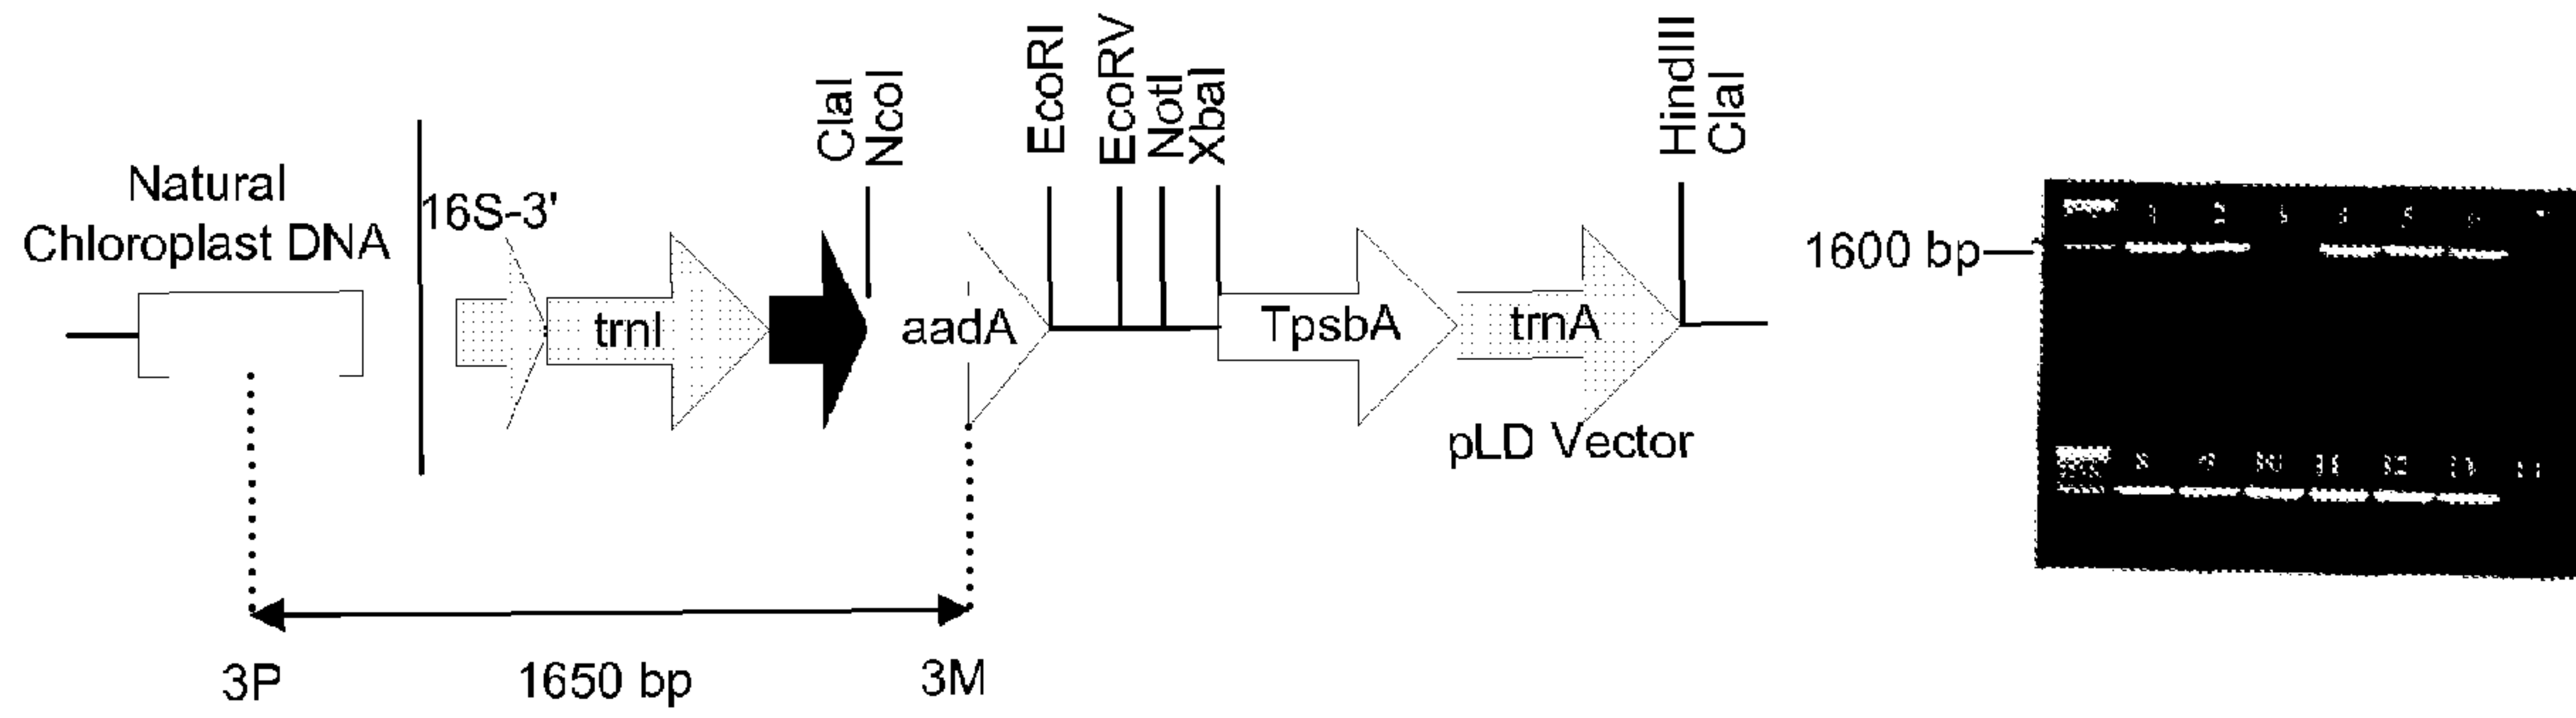 Natural
Chloroplast DNA
16S-3'
trnI
ClaI
NcoI
aadA
EcoRI
EcoRV
NotI
XbaI
TpsbA
trnA
HindIII
ClaI
pLD Vector
3P
1650 bp
3M
1600 bp
1 2 3 4 5 6
8 9 10 11 12 13